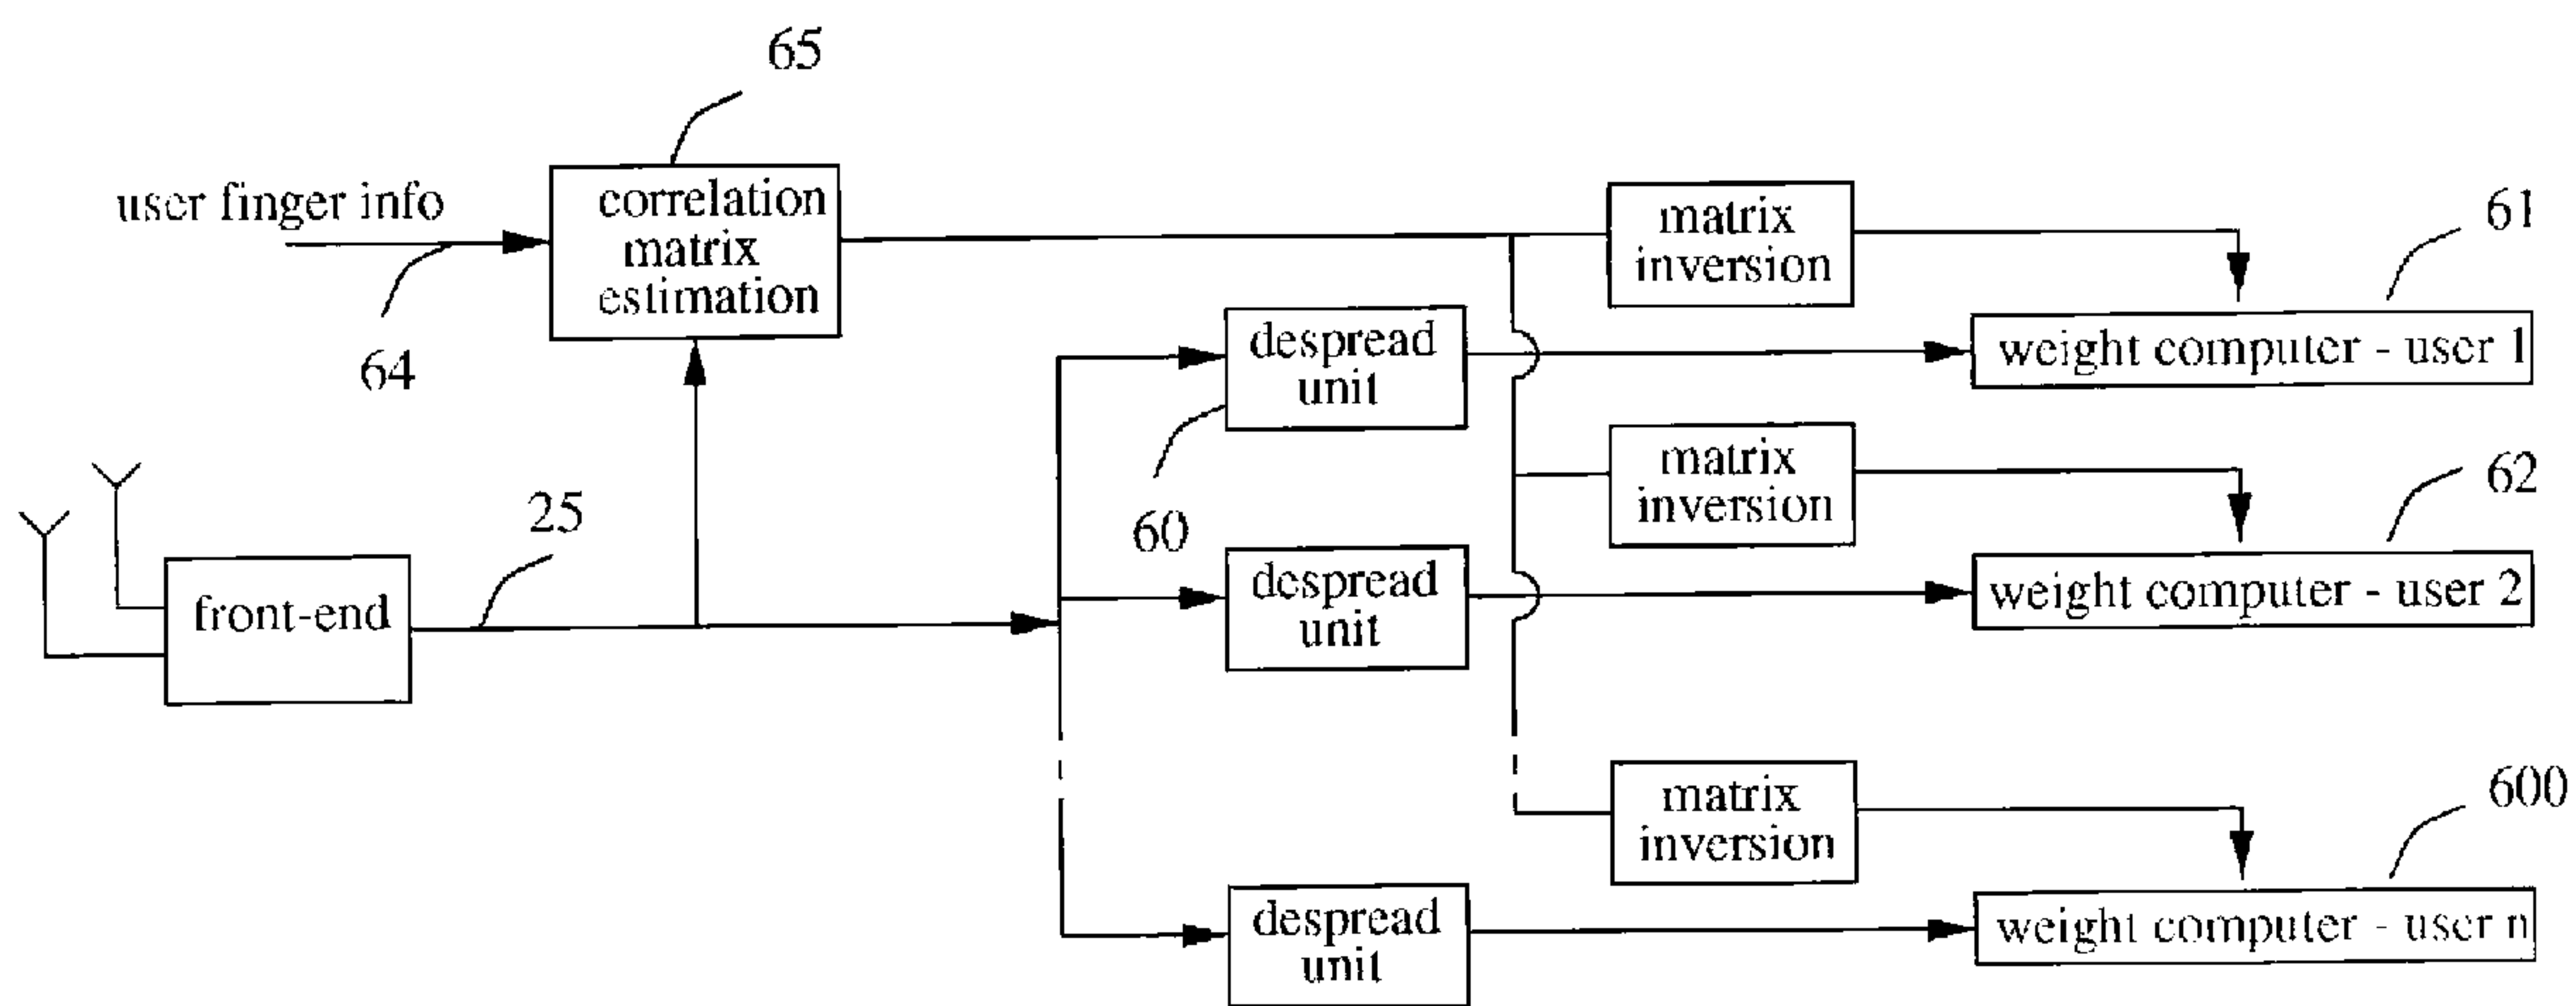 65
user finger info
correlation
matrix
estimation
64
matrix
inversion
61
despread
unit
weight computer - user 1
60
matrix
inversion
62
25
front-end
despread
unit
weight computer - user 2
matrix
inversion
600
despread
unit
weight computer - user n